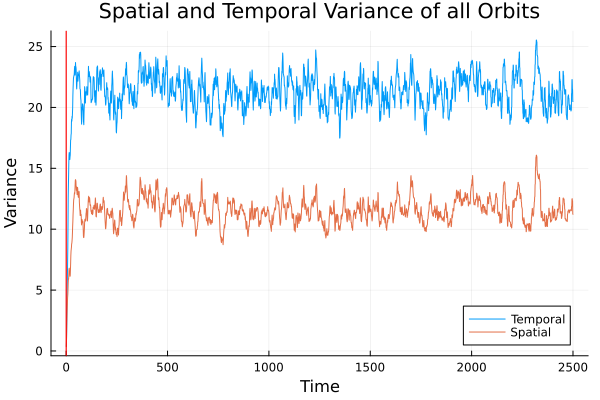 Spatial and Temporal Variance of all Orbits
25
20
15
10
5
0
Variance
Temporal
Spatial
0 500 1000 1500 2000 2500
Time